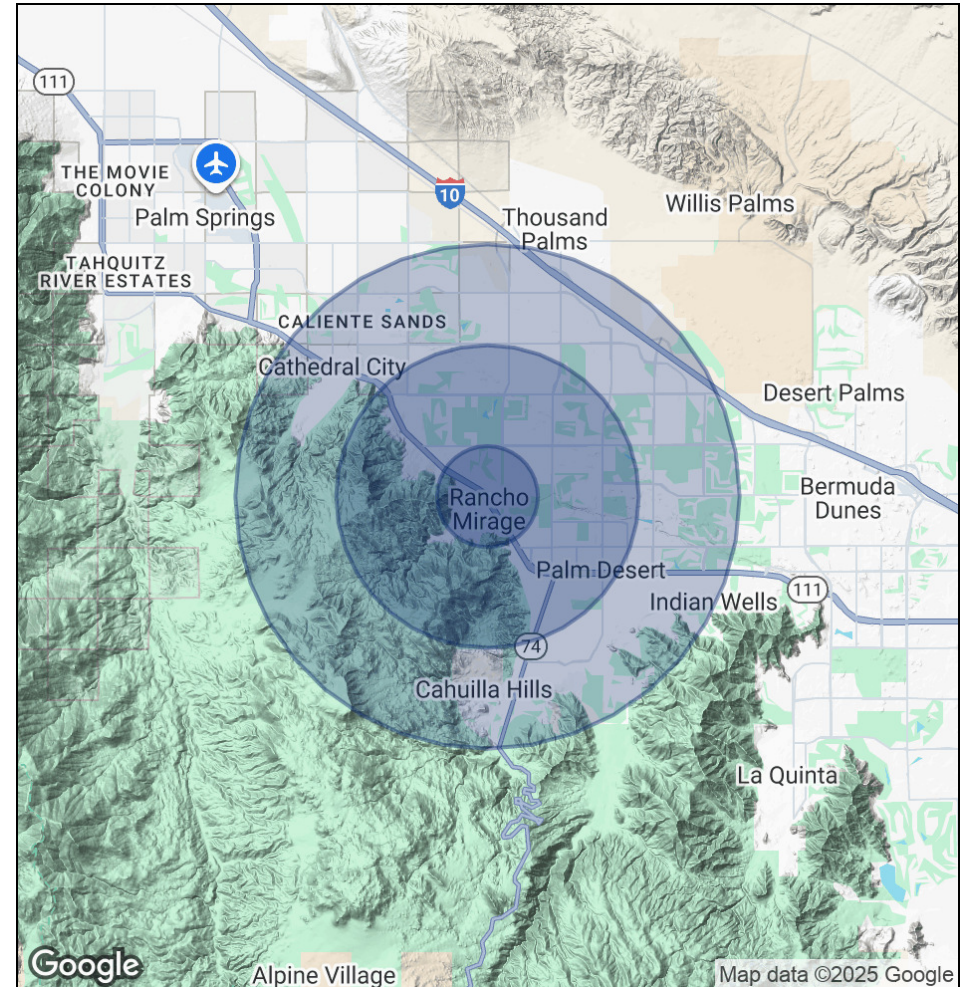 111
THE MOVIE
COLONY
Palm Springs
10
Willis Palms
Thousand
Palms
TAHQUITZ
RIVER ESTATES
CALIENTE SANDS
Cathedral City
Desert Palms
Rancho
Mirage
Bermuda
Dunes
Palm Desert
111
Indian Wells
74
Cahuilla Hills
La Quinta
Alpine Village
Google
Map data ©2025 Google